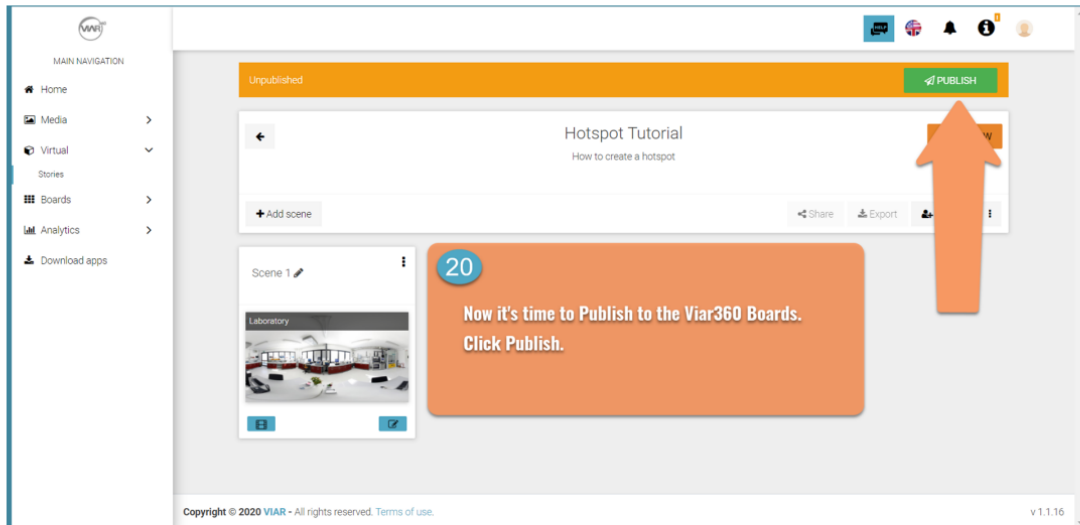 VIAR
HELP
MAIN NAVIGATION
Home
Media
Virtual
Stories
Boards
Analytics
Download apps
Unpublished
PUBLISH
Hotspot Tutorial
How to create a hotspot
W
Add scene
Share
Export
Scene 1
Laboratory
20
Now it's time to Publish to the Viar360 Boards.
Click Publish.
Copyright © 2020 VIAR - All rights reserved. Terms of use.
v 1.1.16